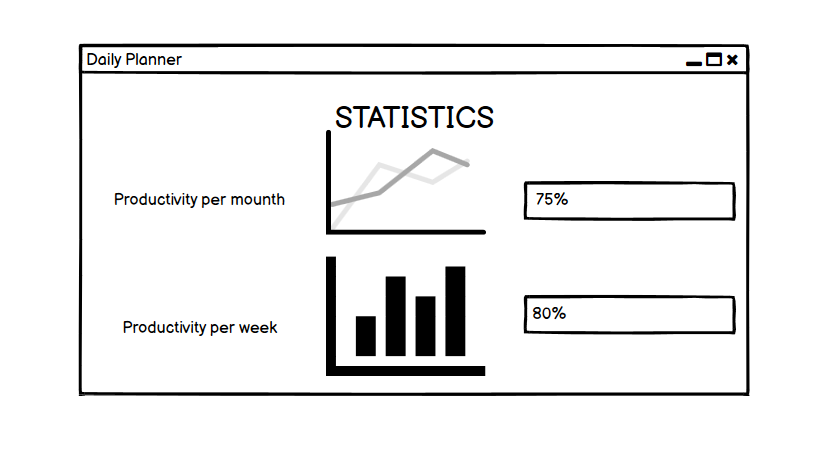 Daily Planner
STATISTICS
Productivity per mounth
75%
Productivity per week
80%